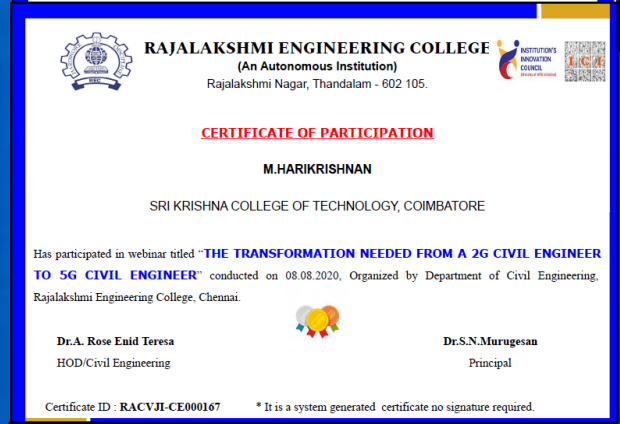 RAJALAKSHMI ENGINEERING COLLEGE
(An Autonomous Institution)
Rajalakshmi Nagar, Thandalam - 602 105.
REC
INSTITUTION'S
INNOVATION
COUNCIL
I C I
CERTIFICATE OF PARTICIPATION
M.HARIKRISHNAN
SRI KRISHNA COLLEGE OF TECHNOLOGY, COIMBATORE
Has participated in webinar titled “THE TRANSFORMATION NEEDED FROM A 2G CIVIL ENGINEER
TO 5G CIVIL ENGINEER” conducted on 08.08.2020, Organized by Department of Civil Engineering,
Rajalakshmi Engineering College, Chennai.
Dr.A. Rose Enid Teresa
HOD/Civil Engineering
Dr.S.N.Murugesan
Principal
Certificate ID : RACVJI-CE000167 * It is a system generated certificate no signature required.